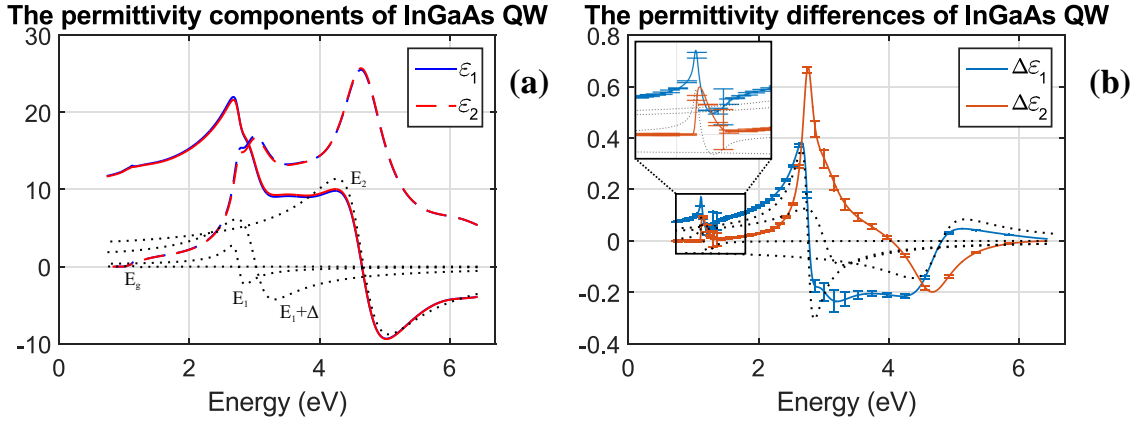 The permittivity components of InGaAs QW
30
20
10
0
-10
0
2
4
6
Energy (eV)
ε1
ε2
(a)
E2
Eg
E1
E1+Δ
The permittivity differences of InGaAs QW
0.8
0.6
0.4
0.2
0
-0.2
-0.4
0
2
4
6
Energy (eV)
Δε1
Δε2
(b)